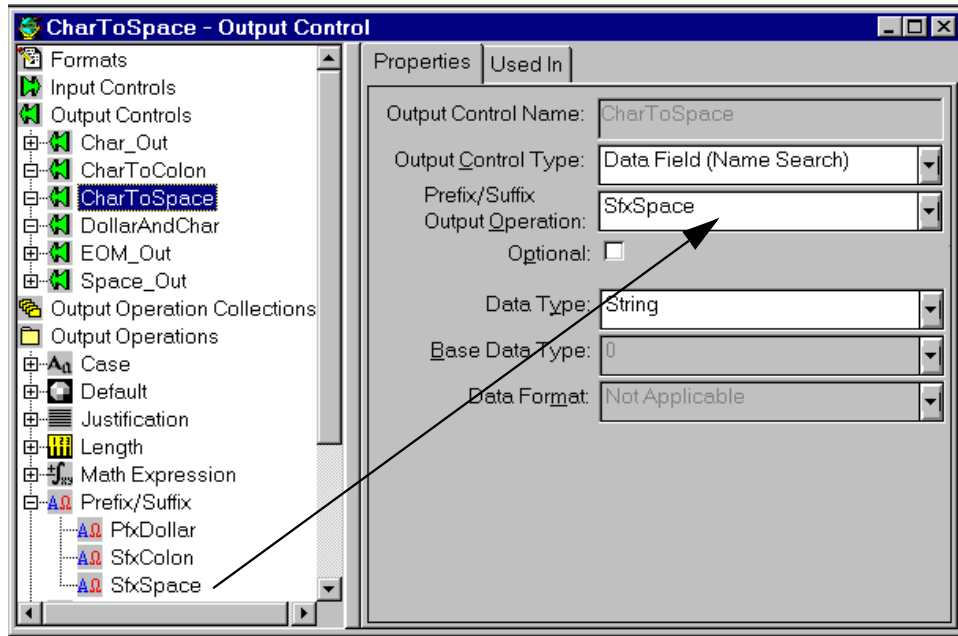 CharToSpace - Output Control
Formats
Input Controls
Output Controls
Char_Out
CharToColon
CharToSpace
DollarAndChar
EOM_Out
Space_Out
Output Operation Collections
Output Operations
Case
Default
Justification
Length
Math Expression
Prefix/Suffix
PfxDollar
SfxColon
SfxSpace
Properties
Used In
Output Control Name: CharToSpace
Output Control Type: Data Field (Name Search)
Prefix/Suffix
Output Operation: SfxSpace
Optional:
Data Type: String
Base Data Type: 0
Data Format: Not Applicable